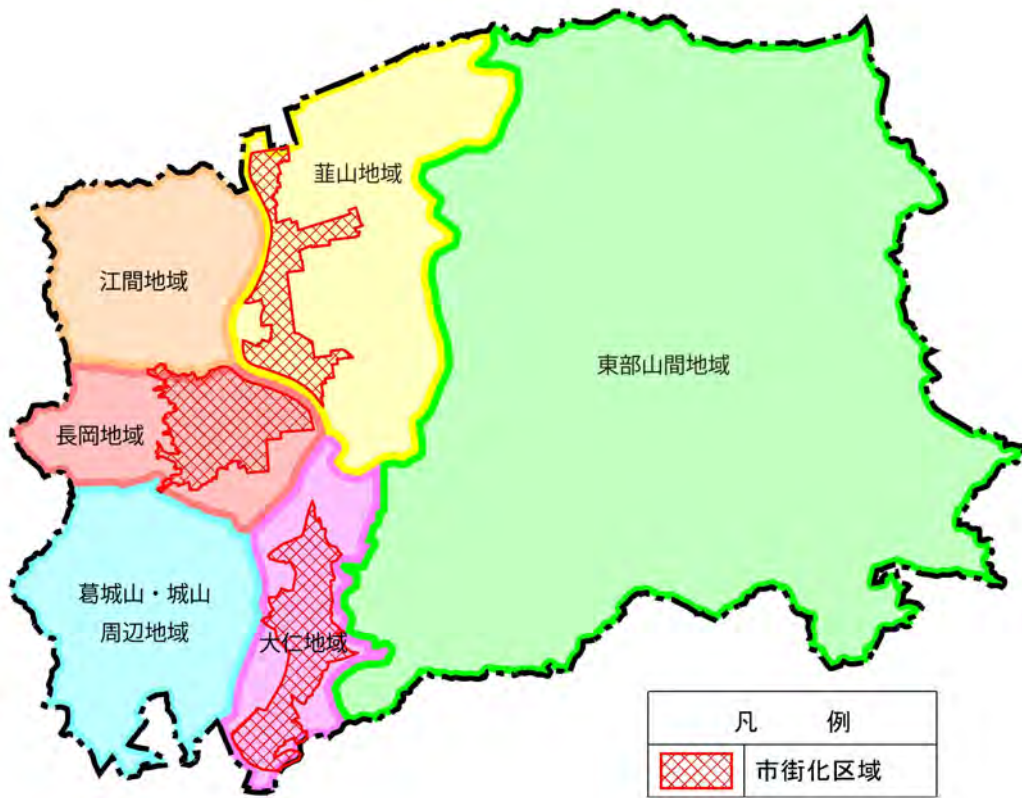 韮山地域
江間地域
東部山間地域
長岡地域
葛城山・城山
周辺地域
大仁地域
凡 例
市街化区域